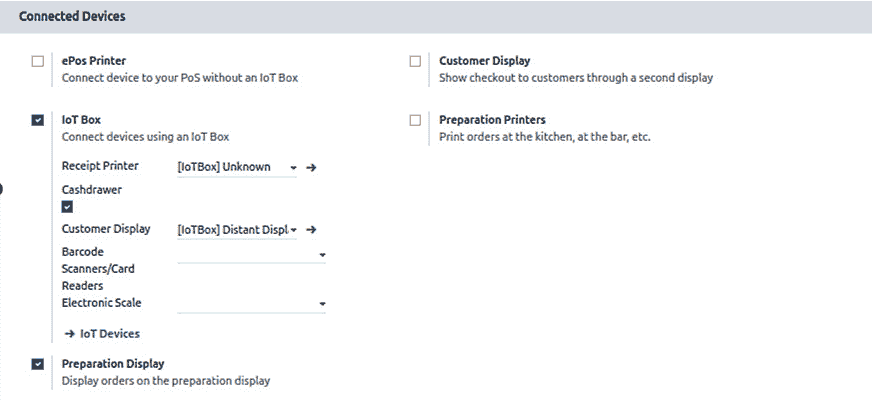 Connected Devices
ePos Printer
Connect device to your PoS without an IoT Box
Customer Display
Show checkout to customers through a second display
IoT Box
Connect devices using an IoT Box
Preparation Printers
Print orders at the kitchen, at the bar, etc.
Receipt Printer [IoTBox] Unknown
Cashdrawer
Customer Display [IoTBox] Distant Displ
Barcode
Scanners/Card
Readers
Electronic Scale
IoT Devices
Preparation Display
Display orders on the preparation display